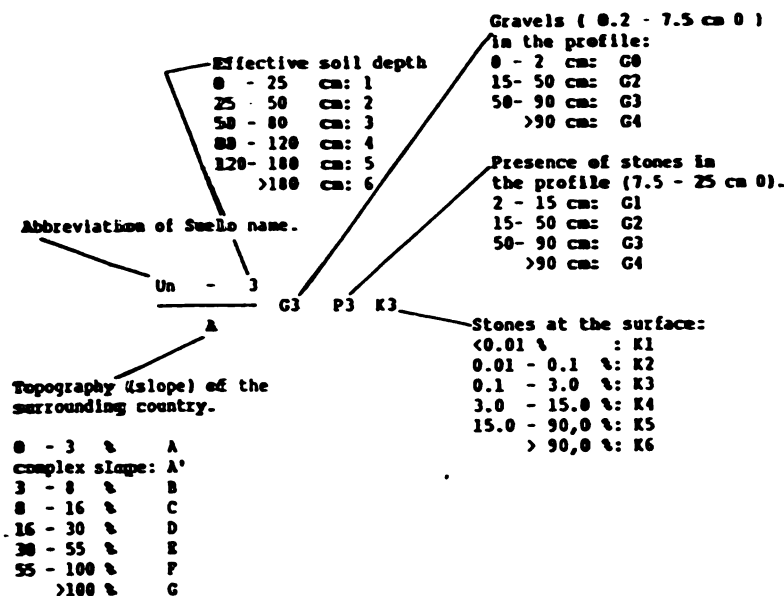 Gravels ( 0.2 - 7.5 cm 0 )
in the profile:
0 - 2 cm: G0
15- 50 cm: G2
50- 90 cm: G3
>90 cm: G4
Effective soil depth
0 - 25 cm: 1
25 - 50 cm: 2
50 - 80 cm: 3
80 - 120 cm: 4
120- 180 cm: 5
>180 cm: 6
Presence of stones in
the profile (7.5 - 25 cm 0).
2 - 15 cm: G1
15- 50 cm: G2
50- 90 cm: G3
>90 cm: G4
Abbreviation of Suelo name.
Un - 3
G3 P3 K3
A
Stones at the surface:
<0.01 % : K1
0.01 - 0.1 %: K2
0.1 - 3.0 %: K3
3.0 - 15.0 %: K4
15.0 - 90,0 %: K5
> 90,0 %: K6
Topography (slope) of the
surrounding country.
0 - 3 % A
complex slope: A'
3 - 8 % B
8 - 16 % C
16 - 30 % D
30 - 55 % E
55 - 100 % F
>100 % G